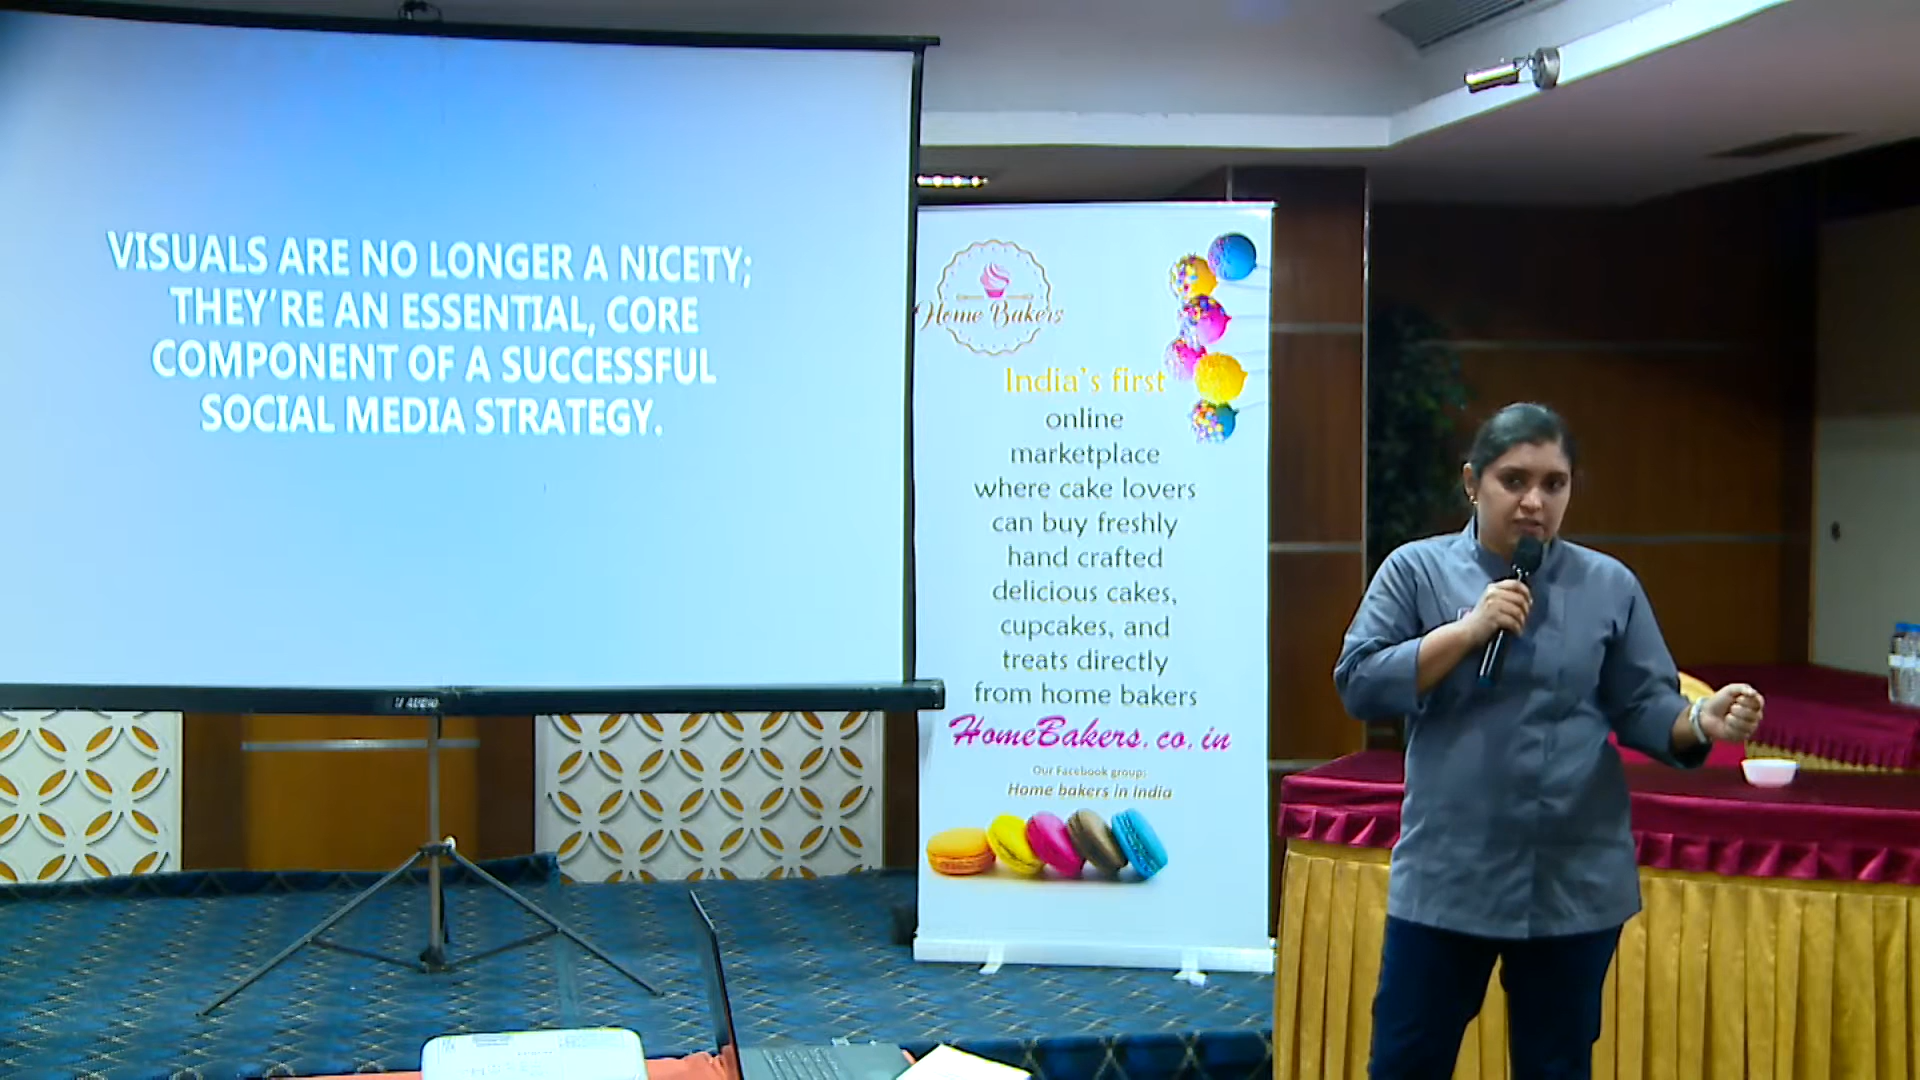 VISUALS ARE NO LONGER A NICETY;
THEY'RE AN ESSENTIAL, CORE
COMPONENT OF A SUCCESSFUL
SOCIAL MEDIA STRATEGY.
Home Bakers
India's first
online
marketplace
where cake lovers
can buy freshly
hand crafted
delicious cakes,
cupcakes, and
treats directly
from home bakers
HomeBakers.co.in
Our Facebook group:
Home bakers in India